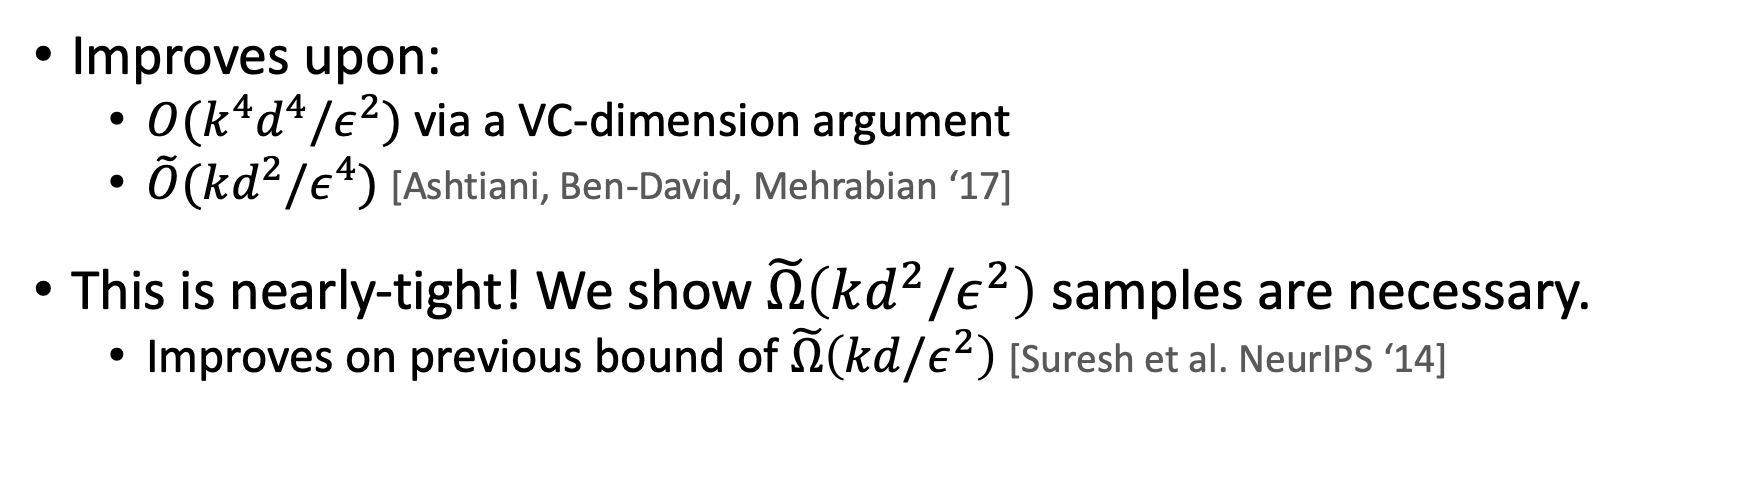 • Improves upon:
• O(k⁴d⁴/ϵ²) via a VC-dimension argument
• Õ(kd²/ϵ⁴) [Ashtiani, Ben-David, Mehrabian ‘17]
• This is nearly-tight! We show Ω̃(kd²/ϵ²) samples are necessary.
• Improves on previous bound of Ω̃(kd/ϵ²) [Suresh et al. NeurIPS ‘14]